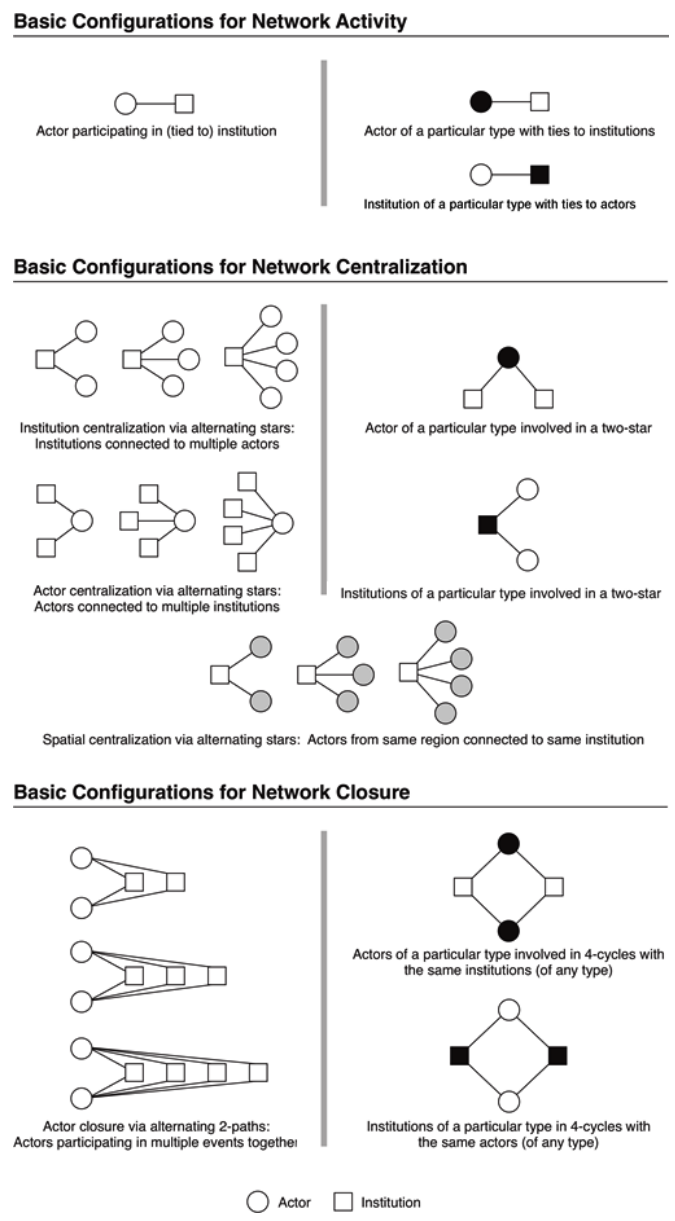 Basic Configurations for Network Activity
Actor participating in (tied to) institution
Actor of a particular type with ties to institutions
Institution of a particular type with ties to actors
Basic Configurations for Network Centralization
Institution centralization via alternating stars:
Institutions connected to multiple actors
Actor of a particular type involved in a two-star
Actor centralization via alternating stars:
Actors connected to multiple institutions
Institutions of a particular type involved in a two-star
Spatial centralization via alternating stars: Actors from same region connected to same institution
Basic Configurations for Network Closure
Actors of a particular type involved in 4-cycles with
the same institutions (of any type)
Actor closure via alternating 2-paths:
Actors participating in multiple events together
Institutions of a particular type in 4-cycles with
the same actors (of any type)
Actor
Institution